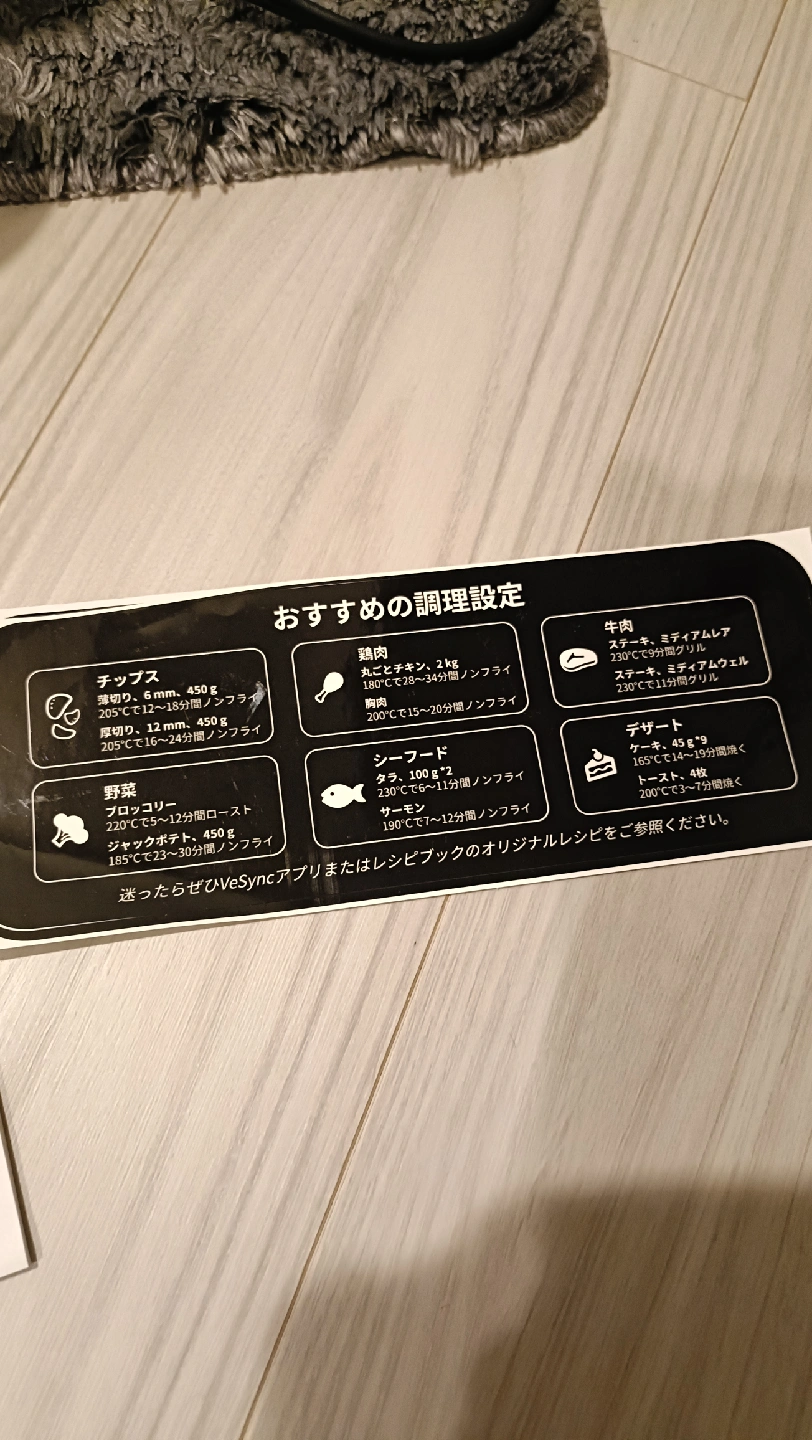 おすすめの調理設定
チップス
薄切り、6 mm、450 g
205℃で12〜18分間ノンフライ
厚切り、12 mm、450 g
205℃で16〜24分間ノンフライ
鶏肉
丸ごとチキン、2 kg
180℃で28〜34分間ノンフライ
胸肉
200℃で15〜20分間ノンフライ
牛肉
ステーキ、ミディアムレア
230℃で9分間グリル
ステーキ、ミディアムウェル
230℃で11分間グリル
野菜
ブロッコリー
220℃で5〜12分間ロースト
ジャックポテト、450 g
185℃で23〜30分間ノンフライ
シーフード
タラ、100 g *2
230℃で6〜11分間ノンフライ
サーモン
190℃で7〜12分間ノンフライ
デザート
ケーキ、45 g *9
165℃で14〜19分間焼く
トースト、4枚
200℃で3〜7分間焼く
迷ったらぜひVeSyncアプリまたはレシピブックのオリジナルレシピをご参照ください。